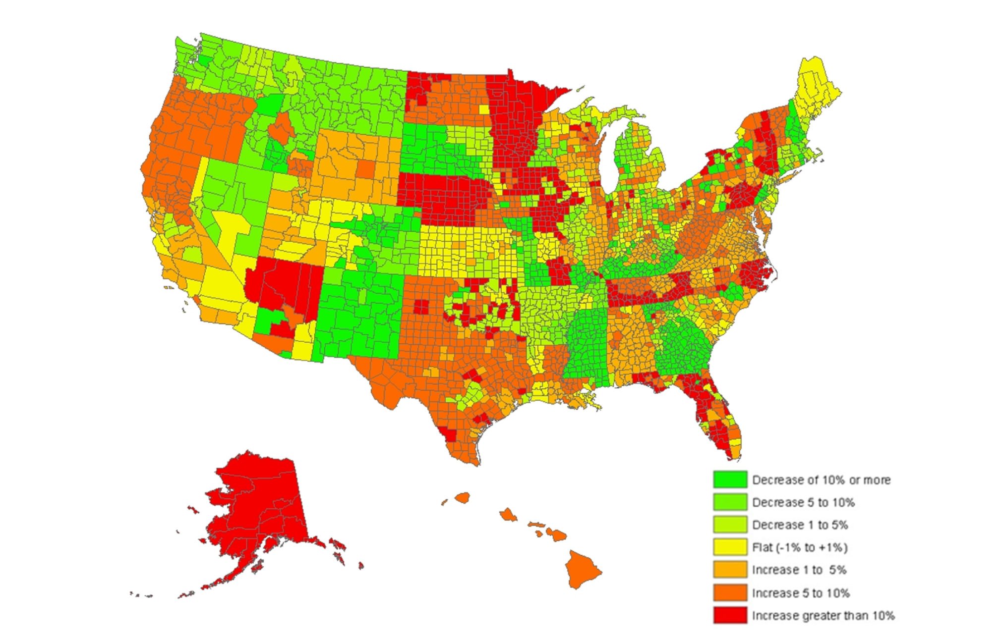 Decrease of 10% or more
Decrease 5 to 10%
Decrease 1 to 5%
Flat (-1% to +1%)
Increase 1 to  5%
Increase 5 to 10%
Increase greater than 10%